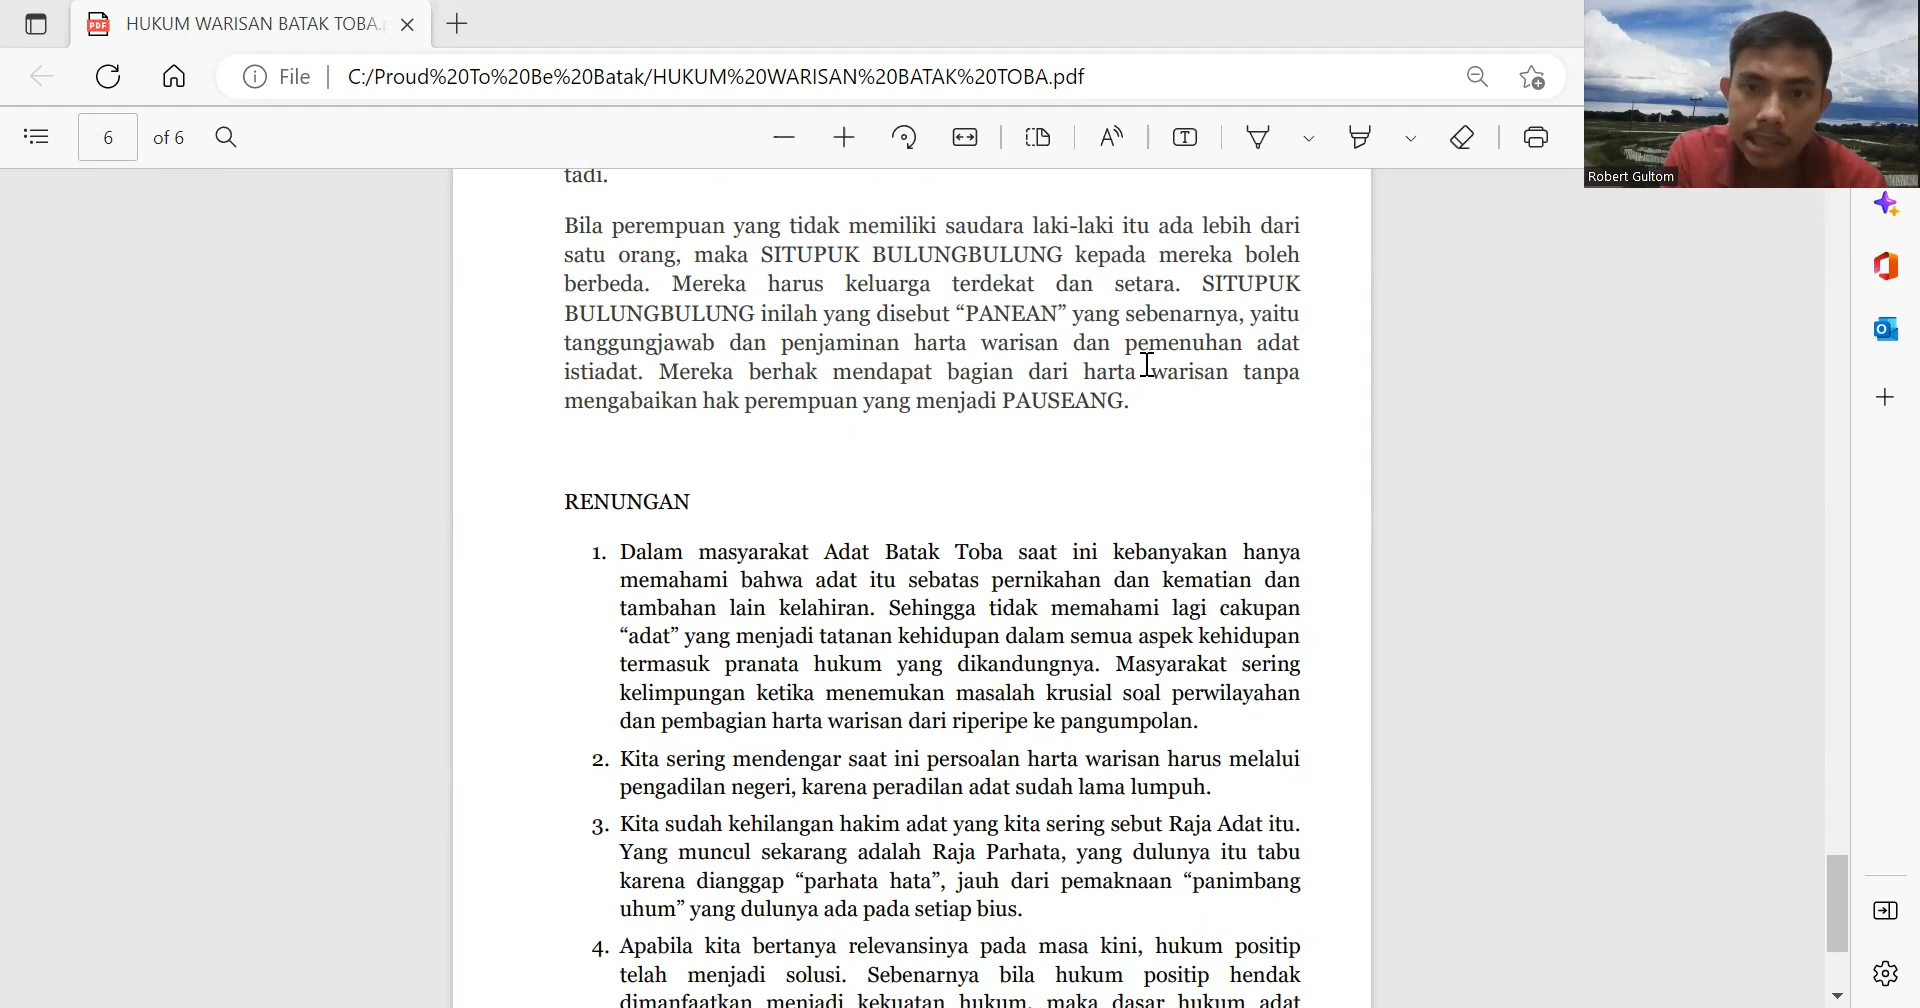 HUKUM WARISAN BATAK TOBA.
File
C:/Proud%20To%20Be%20Batak/HUKUM%20WARISAN%20BATAK%20TOBA.pdf
6 of 6
Robert Gultom
tadi.
Bila perempuan yang tidak memiliki saudara laki-laki itu ada lebih dari
satu orang, maka SITUPUK BULUNGBULUNG kepada mereka boleh
berbeda. Mereka harus keluarga terdekat dan setara. SITUPUK
BULUNGBULUNG inilah yang disebut “PANEAN” yang sebenarnya, yaitu
tanggungjawab dan penjaminan harta warisan dan pemenuhan adat
istiadat. Mereka berhak mendapat bagian dari harta warisan tanpa
mengabaikan hak perempuan yang menjadi PAUSEANG.
RENUNGAN
1. Dalam masyarakat Adat Batak Toba saat ini kebanyakan hanya
memahami bahwa adat itu sebatas pernikahan dan kematian dan
tambahan lain kelahiran. Sehingga tidak memahami lagi cakupan
“adat” yang menjadi tatanan kehidupan dalam semua aspek kehidupan
termasuk pranata hukum yang dikandungnya. Masyarakat sering
kelimpungan ketika menemukan masalah krusial soal perwilayahan
dan pembagian harta warisan dari riperipe ke pangumpolan.
2. Kita sering mendengar saat ini persoalan harta warisan harus melalui
pengadilan negeri, karena peradilan adat sudah lama lumpuh.
3. Kita sudah kehilangan hakim adat yang kita sering sebut Raja Adat itu.
Yang muncul sekarang adalah Raja Parhata, yang dulunya itu tabu
karena dianggap “parhata hata”, jauh dari pemaknaan “panimbang
uhum” yang dulunya ada pada setiap bius.
4. Apabila kita bertanya relevansinya pada masa kini, hukum positip
telah menjadi solusi. Sebenarnya bila hukum positip hendak
dimanfaatkan menjadi kekuatan hukum, maka dasar hukum adat